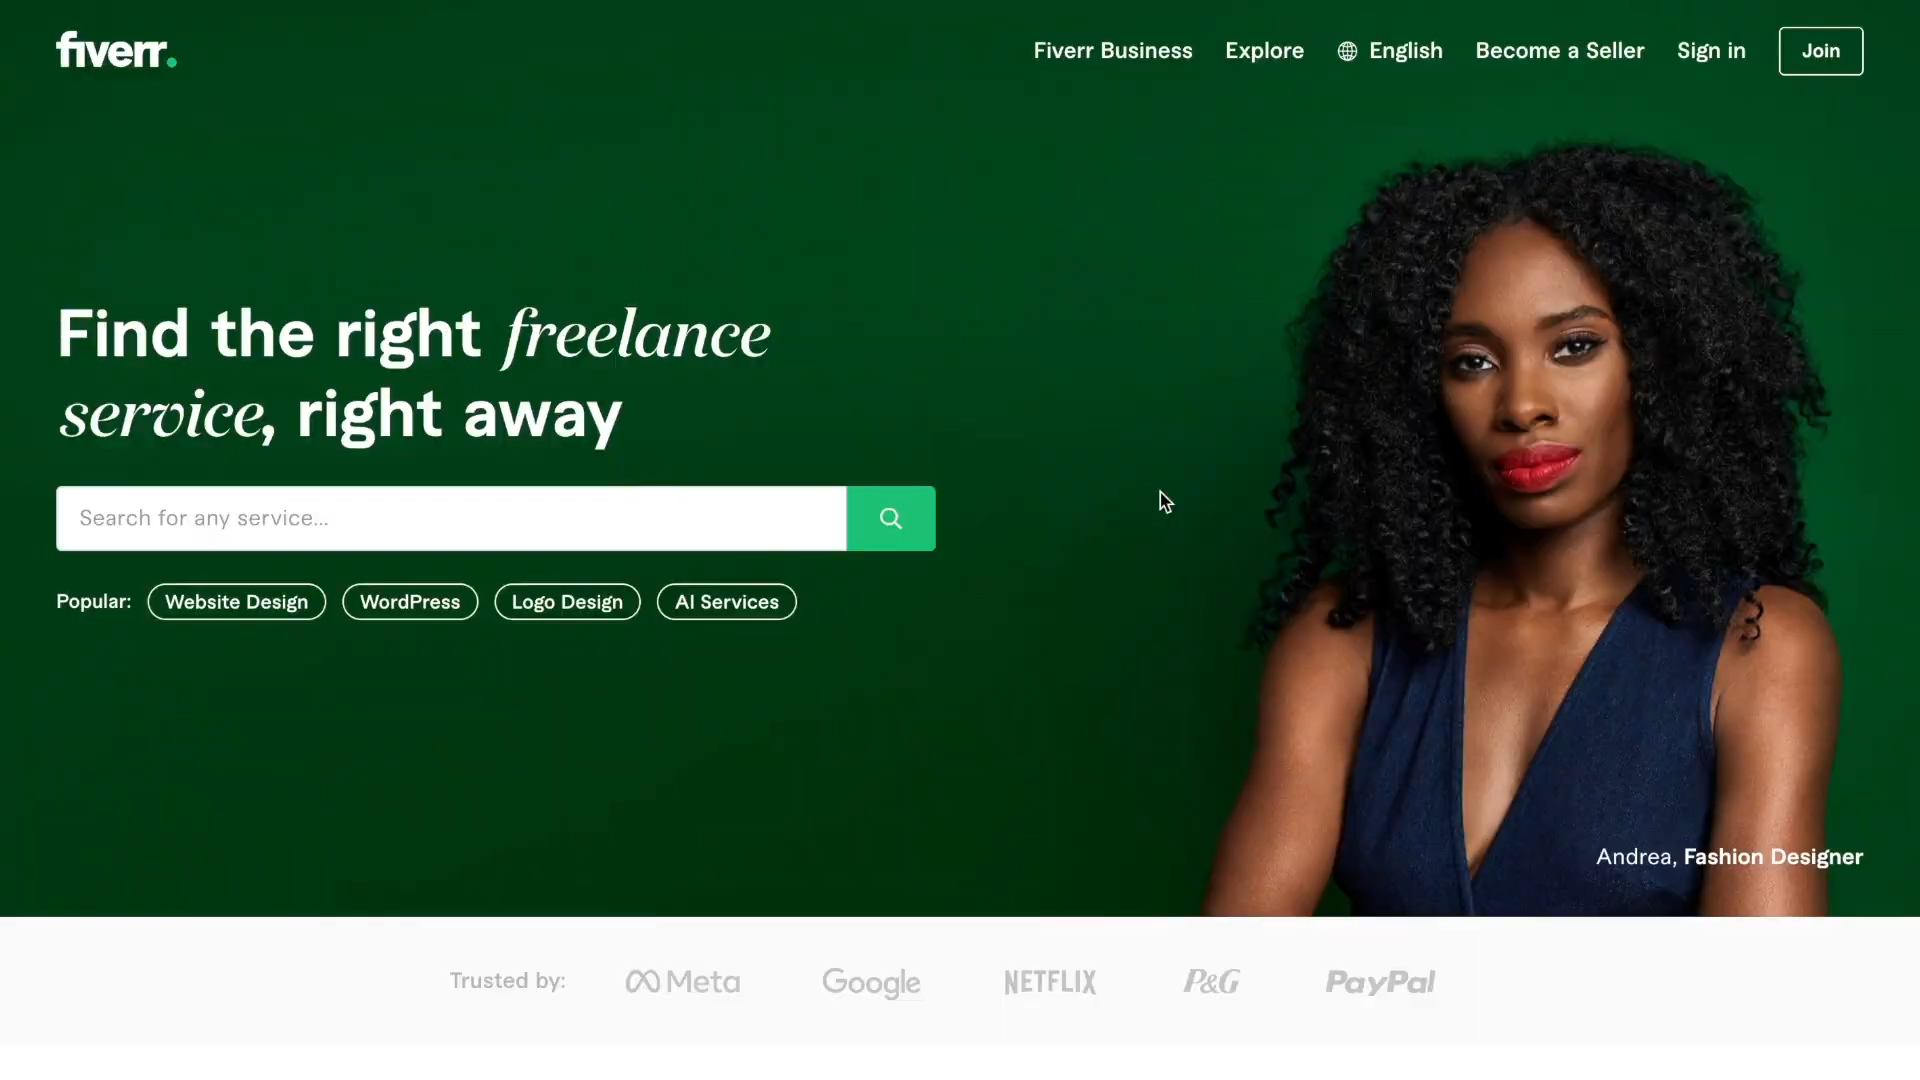 fiverr.
Fiverr Business
Explore
English
Become a Seller
Sign in
Join
Find the right freelance
service, right away
Search for any service...
Popular:
Website Design
WordPress
Logo Design
AI Services
Andrea, Fashion Designer
Trusted by:
Meta
Google
NETFLIX
P&G
PayPal